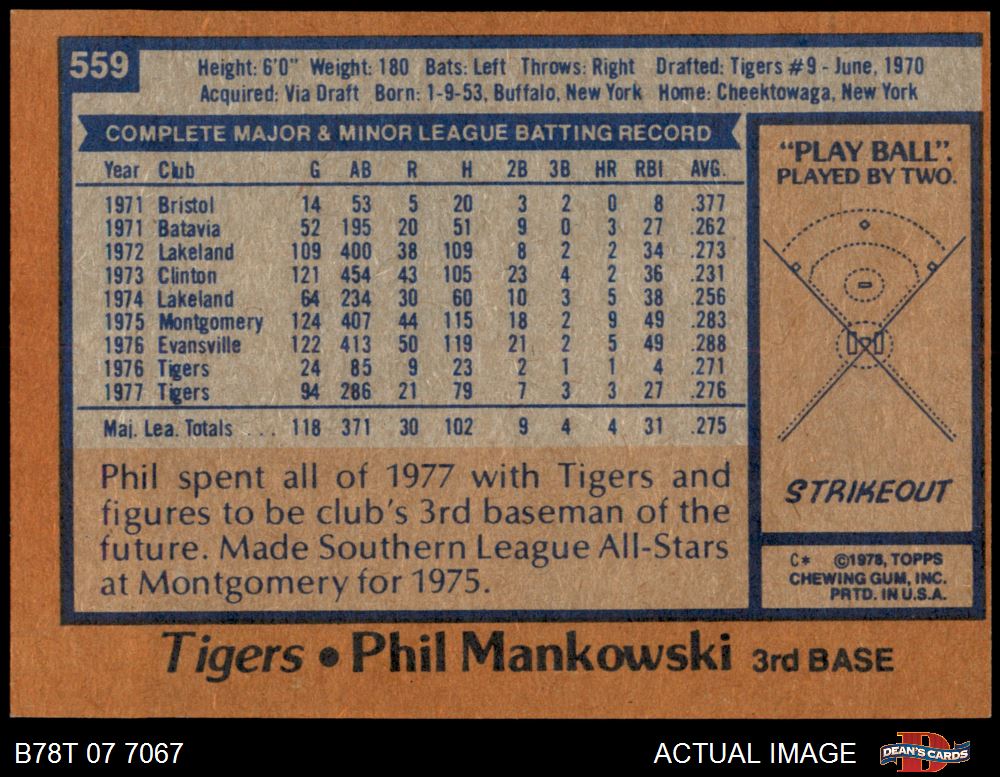 559
Height: 6'0" Weight: 180 Bats: Left Throws: Right Drafted: Tigers #9 - June, 1970
Acquired: Via Draft Born: 1-9-53, Buffalo, New York Home: Cheektowaga, New York
COMPLETE MAJOR & MINOR LEAGUE BATTING RECORD
Year Club G AB R H 2B 3B HR RBI AVG.
1971 Bristol 14 53 5 20 3 2 0 8 .377
1971 Batavia 52 195 20 51 9 0 3 27 .262
1972 Lakeland 109 400 38 109 8 2 2 34 .273
1973 Clinton 121 454 43 105 23 4 2 36 .231
1974 Lakeland 64 234 30 60 10 3 5 38 .256
1975 Montgomery 124 407 44 115 18 2 9 49 .283
1976 Evansville 122 413 50 119 21 2 5 49 .288
1976 Tigers 24 85 9 23 2 1 1 4 .271
1977 Tigers 94 286 21 79 7 3 3 27 .276
Maj. Lea. Totals . . . 118 371 30 102 9 4 4 31 .275
Phil spent all of 1977 with Tigers and
figures to be club's 3rd baseman of the
future. Made Southern League All-Stars
at Montgomery for 1975.
"PLAY BALL".
PLAYED BY TWO.
STRIKEOUT
C* ©1978, TOPPS
CHEWING GUM, INC.
PRTD. IN U.S.A.
Tigers • Phil Mankowski 3rd BASE
B78T 07 7067
ACTUAL IMAGE
DEAN'S CARDS